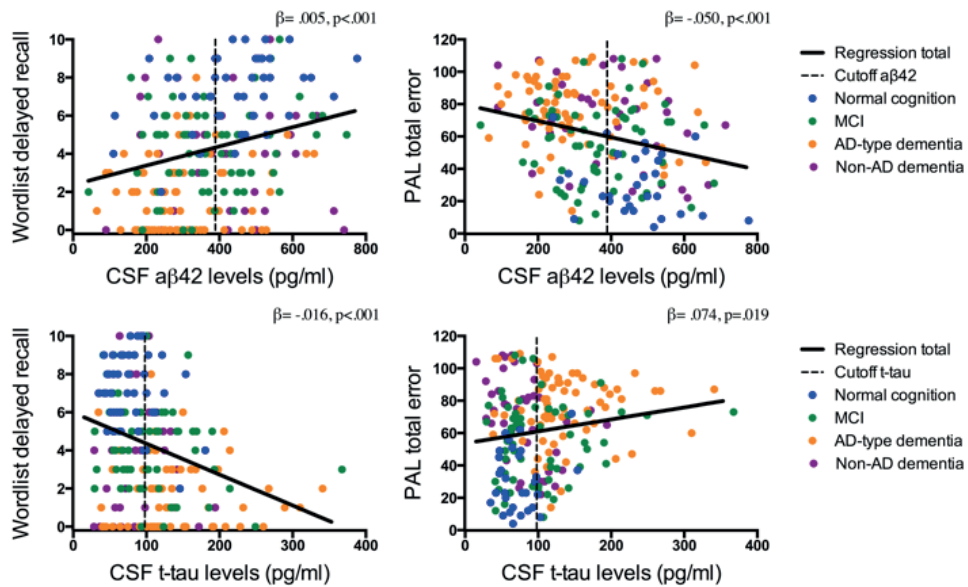 β= .005, p<.001
β= -.050, p<.001
Wordlist delayed recall
10
8
6
4
2
0
0
200
400
600
800
CSF aβ42 levels (pg/ml)
PAL total error
120
100
80
60
40
20
0
0
200
400
600
800
CSF aβ42 levels (pg/ml)
Regression total
Cutoff aβ42
Normal cognition
MCI
AD-type dementia
Non-AD dementia
β= -.016, p<.001
β= .074, p=.019
Wordlist delayed recall
10
8
6
4
2
0
0
100
200
300
400
CSF t-tau levels (pg/ml)
PAL total error
120
100
80
60
40
20
0
0
100
200
300
400
CSF t-tau levels (pg/ml)
Regression total
Cutoff t-tau
Normal cognition
MCI
AD-type dementia
Non-AD dementia